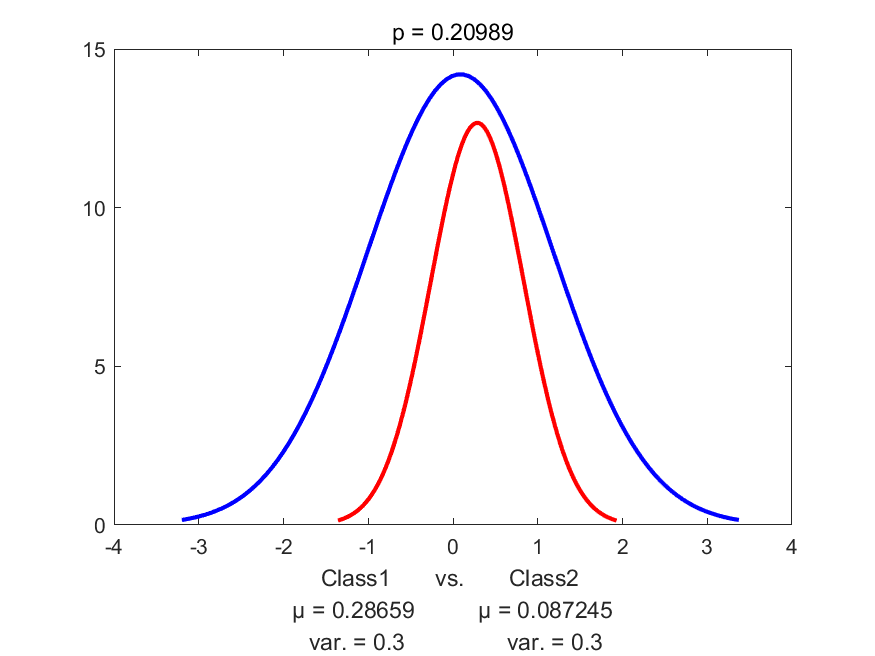 p = 0.20989
15
10
5
0
-4 -3 -2 -1 0 1 2 3 4
Class1 vs. Class2
μ = 0.28659 μ = 0.087245
var. = 0.3 var. = 0.3